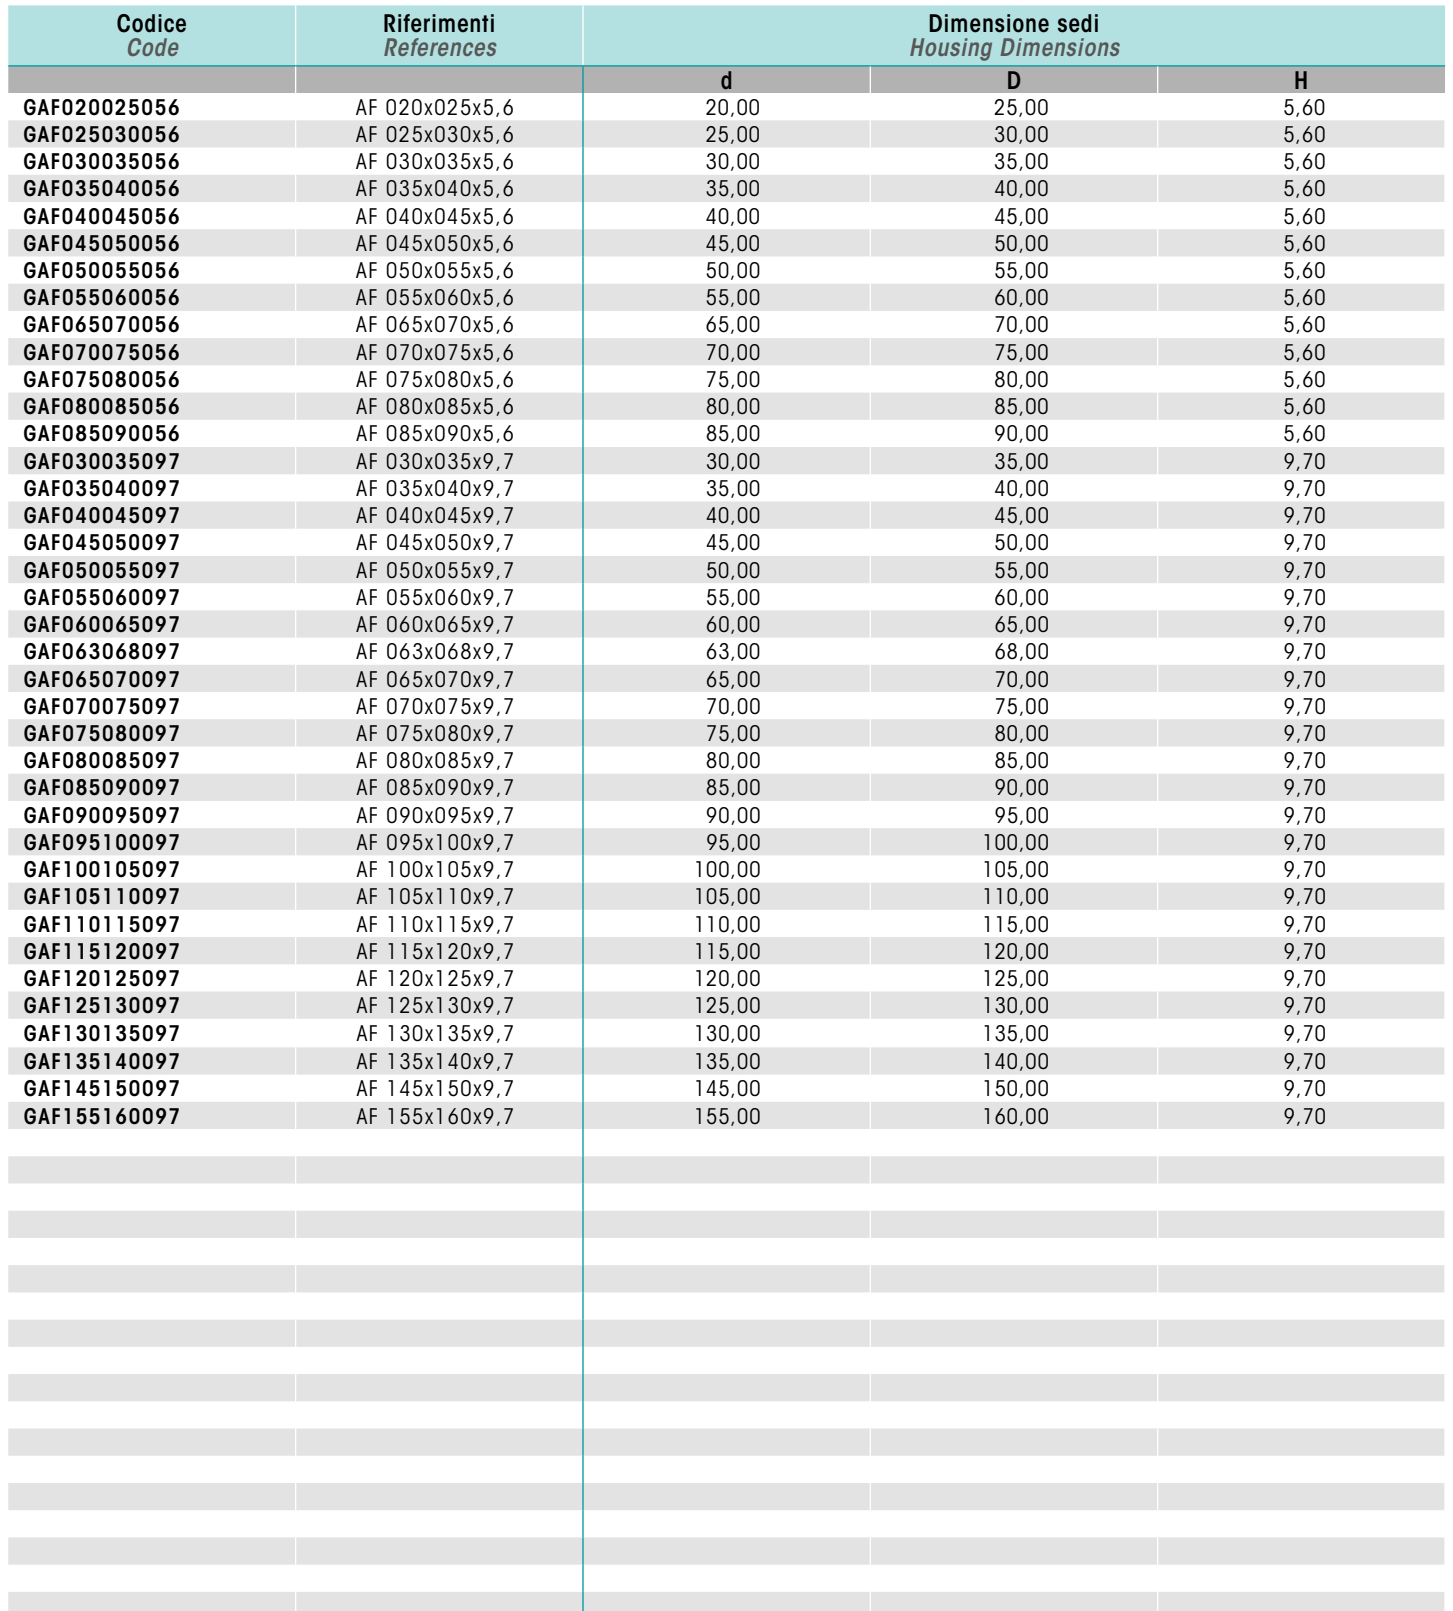 Codice Riferimenti Dimensione sedi
Code References Housing Dimensions
d D H
GAF020025056 AF 020x025x5,6 20,00 25,00 5,60
GAF025030056 AF 025x030x5,6 25,00 30,00 5,60
GAF030035056 AF 030x035x5,6 30,00 35,00 5,60
GAF035040056 AF 035x040x5,6 35,00 40,00 5,60
GAF040045056 AF 040x045x5,6 40,00 45,00 5,60
GAF045050056 AF 045x050x5,6 45,00 50,00 5,60
GAF050055056 AF 050x055x5,6 50,00 55,00 5,60
GAF055060056 AF 055x060x5,6 55,00 60,00 5,60
GAF065070056 AF 065x070x5,6 65,00 70,00 5,60
GAF070075056 AF 070x075x5,6 70,00 75,00 5,60
GAF075080056 AF 075x080x5,6 75,00 80,00 5,60
GAF080085056 AF 080x085x5,6 80,00 85,00 5,60
GAF085090056 AF 085x090x5,6 85,00 90,00 5,60
GAF030035097 AF 030x035x9,7 30,00 35,00 9,70
GAF035040097 AF 035x040x9,7 35,00 40,00 9,70
GAF040045097 AF 040x045x9,7 40,00 45,00 9,70
GAF045050097 AF 045x050x9,7 45,00 50,00 9,70
GAF050055097 AF 050x055x9,7 50,00 55,00 9,70
GAF055060097 AF 055x060x9,7 55,00 60,00 9,70
GAF060065097 AF 060x065x9,7 60,00 65,00 9,70
GAF063068097 AF 063x068x9,7 63,00 68,00 9,70
GAF065070097 AF 065x070x9,7 65,00 70,00 9,70
GAF070075097 AF 070x075x9,7 70,00 75,00 9,70
GAF075080097 AF 075x080x9,7 75,00 80,00 9,70
GAF080085097 AF 080x085x9,7 80,00 85,00 9,70
GAF085090097 AF 085x090x9,7 85,00 90,00 9,70
GAF090095097 AF 090x095x9,7 90,00 95,00 9,70
GAF095100097 AF 095x100x9,7 95,00 100,00 9,70
GAF100105097 AF 100x105x9,7 100,00 105,00 9,70
GAF105110097 AF 105x110x9,7 105,00 110,00 9,70
GAF110115097 AF 110x115x9,7 110,00 115,00 9,70
GAF115120097 AF 115x120x9,7 115,00 120,00 9,70
GAF120125097 AF 120x125x9,7 120,00 125,00 9,70
GAF125130097 AF 125x130x9,7 125,00 130,00 9,70
GAF130135097 AF 130x135x9,7 130,00 135,00 9,70
GAF135140097 AF 135x140x9,7 135,00 140,00 9,70
GAF145150097 AF 145x150x9,7 145,00 150,00 9,70
GAF155160097 AF 155x160x9,7 155,00 160,00 9,70